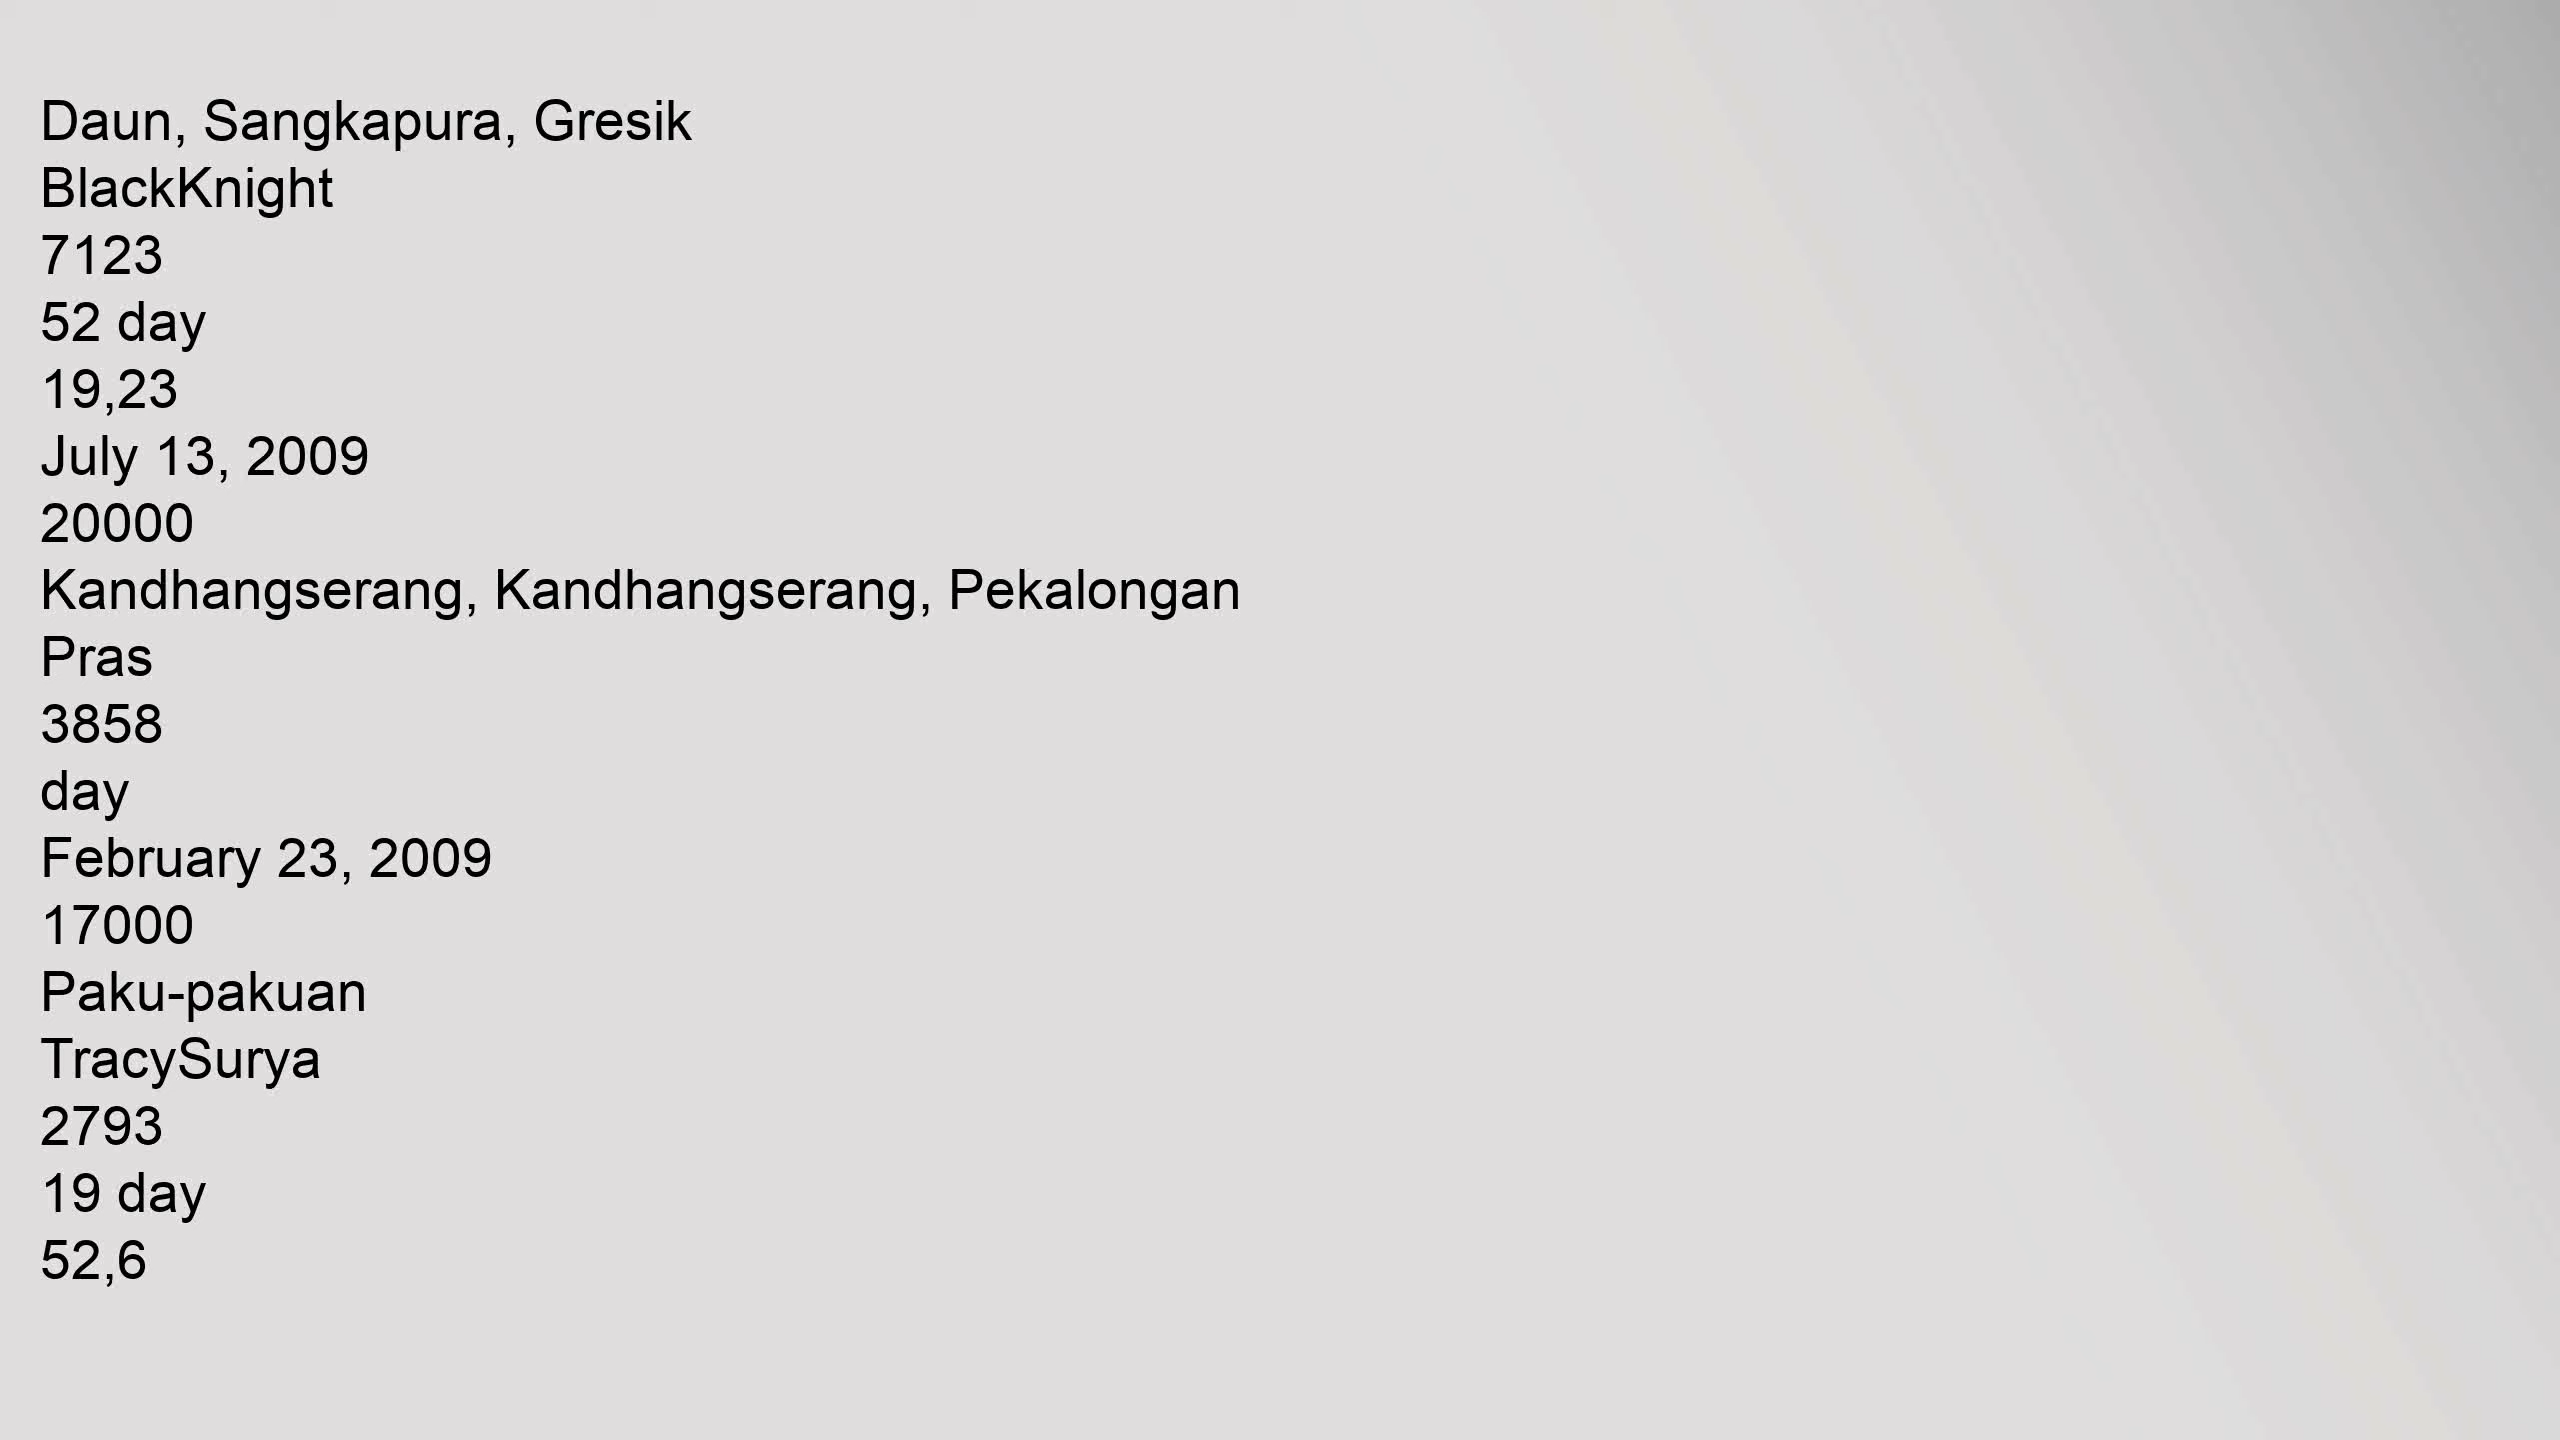 Daun, Sangkapura, Gresik
BlackKnight
7123
52 day
19,23
July 13, 2009
20000
Kandhangserang, Kandhangserang, Pekalongan
Pras
3858
day
February 23, 2009
17000
Paku-pakuan
TracySurya
2793
19 day
52,6